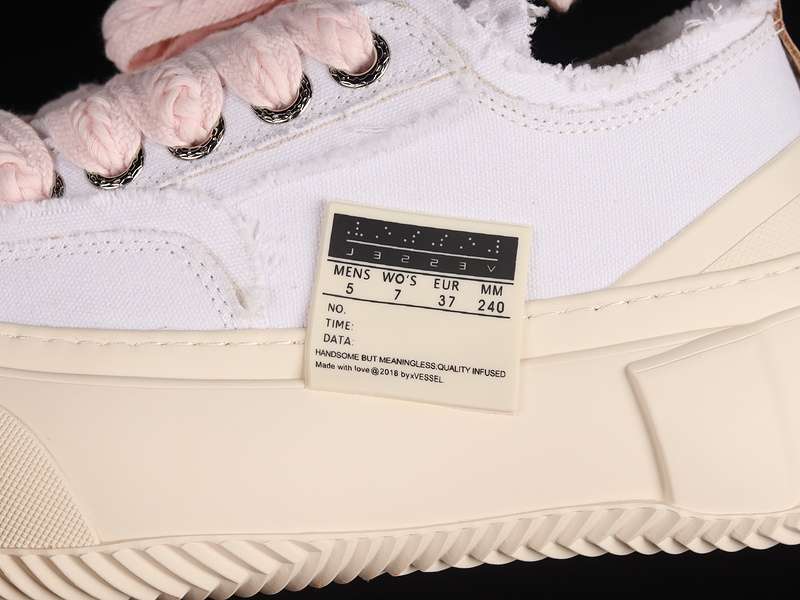 VESSEL
MENS WO'S EUR MM
5 7 37 240
NO.
TIME:
DATA:
HANDSOME BUT MEANINGLESS.QUALITY INFUSED
Made with love@2018 byxVESSEL